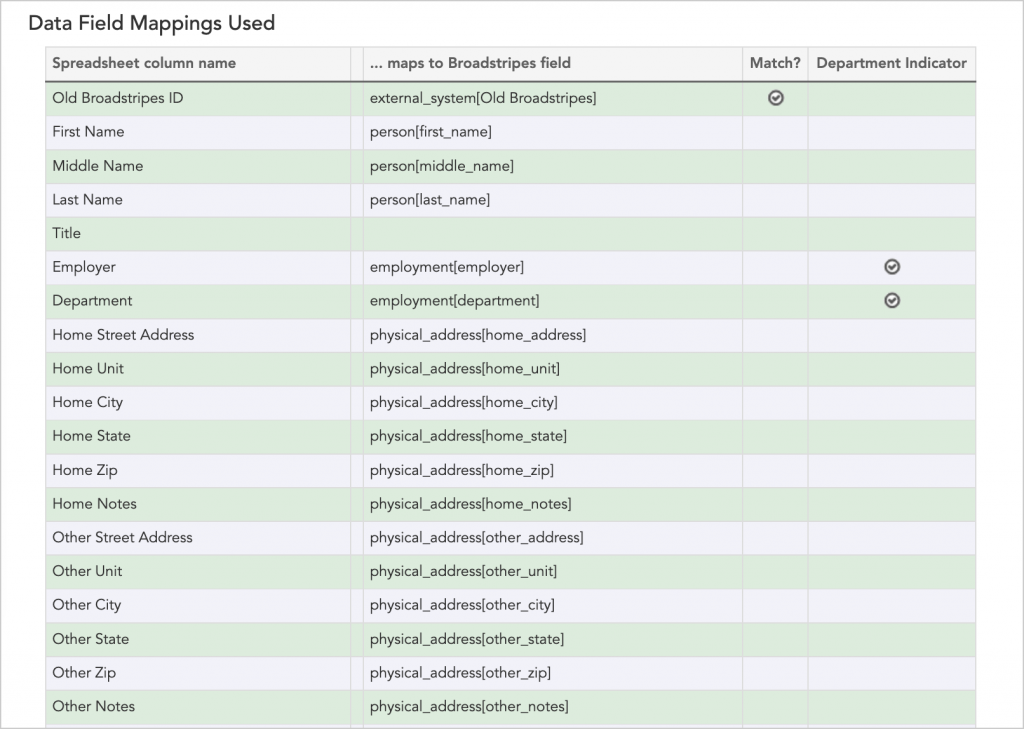 Data Field Mappings Used
Spreadsheet column name ... maps to Broadstripes field Match? Department Indicator
Old Broadstripes ID external_system[Old Broadstripes]
First Name person[first_name]
Middle Name person[middle_name]
Last Name person[last_name]
Title
Employer employment[employer]
Department employment[department]
Home Street Address physical_address[home_address]
Home Unit physical_address[home_unit]
Home City physical_address[home_city]
Home State physical_address[home_state]
Home Zip physical_address[home_zip]
Home Notes physical_address[home_notes]
Other Street Address physical_address[other_address]
Other Unit physical_address[other_unit]
Other City physical_address[other_city]
Other State physical_address[other_state]
Other Zip physical_address[other_zip]
Other Notes physical_address[other_notes]